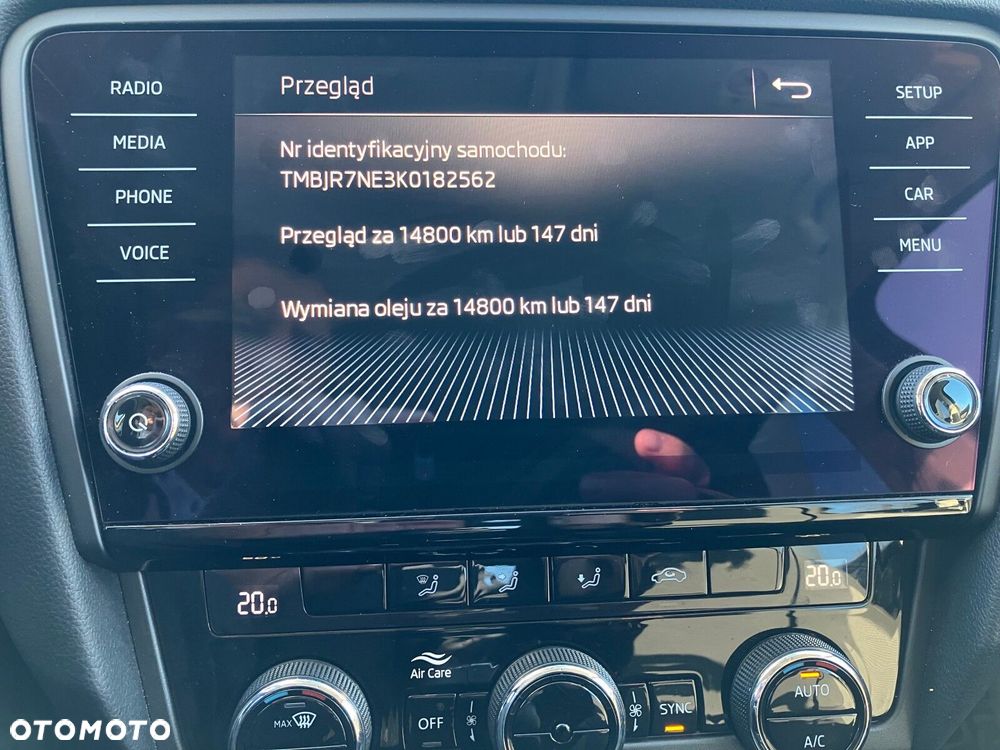 RADIO
MEDIA
PHONE
VOICE
Przegląd
Nr identyfikacyjny samochodu:
TMBJR7NE3K0182562
Przegląd za 14800 km lub 147 dni
Wymiana oleju za 14800 km lub 147 dni
SETUP
APP
CAR
MENU
20.0
20.0
Air Care
MAX
OFF
SYNC
AUTO
A/C
OTOMOTO